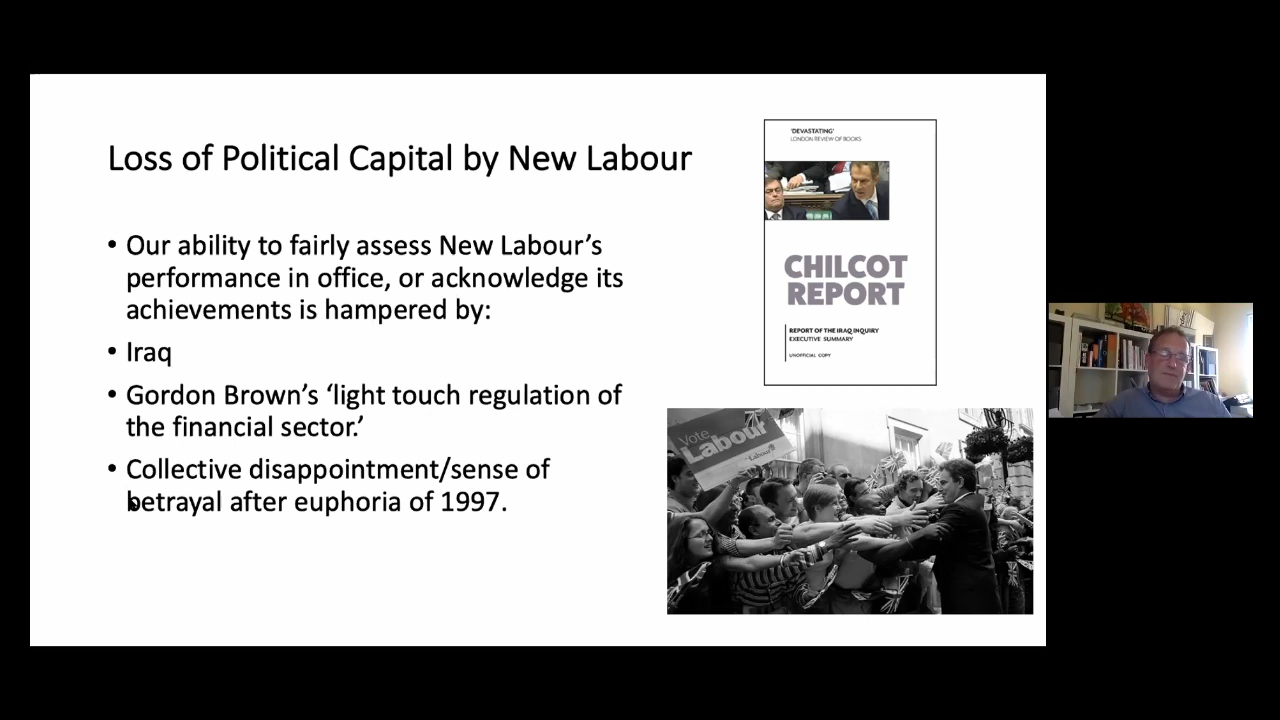 Loss of Political Capital by New Labour
• Our ability to fairly assess New Labour’s
performance in office, or acknowledge its
achievements is hampered by:
• Iraq
• Gordon Brown’s ‘light touch regulation of
the financial sector.’
• Collective disappointment/sense of
betrayal after euphoria of 1997.
'DEVASTATING'
LONDON REVIEW OF BOOKS
CHILCOT
REPORT
REPORT OF THE IRAQ INQUIRY
EXECUTIVE SUMMARY
UNOFFICIAL COPY
Vote
Labour
Labour